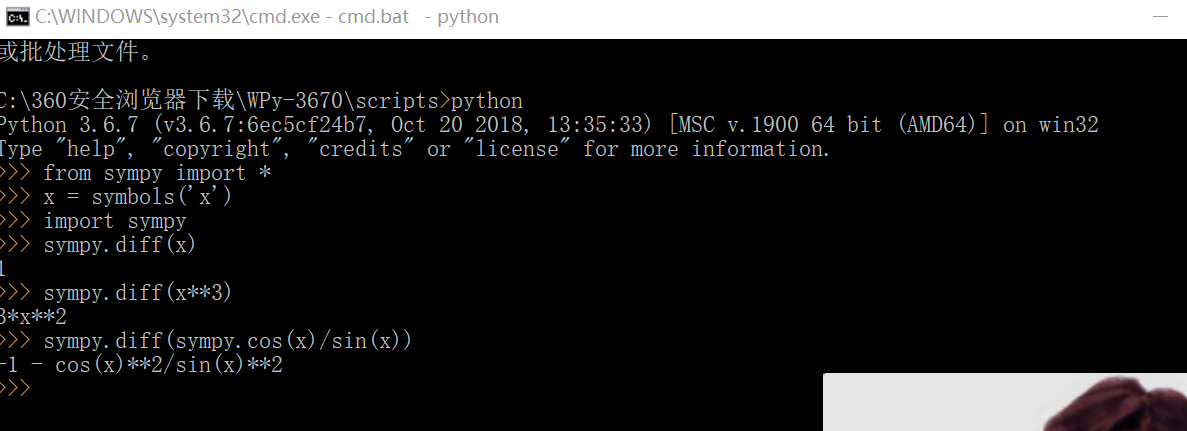 C:\WINDOWS\system32\cmd.exe - cmd.bat - python
或批处理文件。
C:\360安全浏览器下载\WPy-3670\scripts>python
Python 3.6.7 (v3.6.7:6ec5cf24b7, Oct 20 2018, 13:35:33) [MSC v.1900 64 bit (AMD64)] on win32
Type "help", "copyright", "credits" or "license" for more information.
>>> from sympy import *
>>> x = symbols('x')
>>> import sympy
>>> sympy.diff(x)
1
>>> sympy.diff(x**3)
3*x**2
>>> sympy.diff(sympy.cos(x)/sin(x))
-1 - cos(x)**2/sin(x)**2
>>>